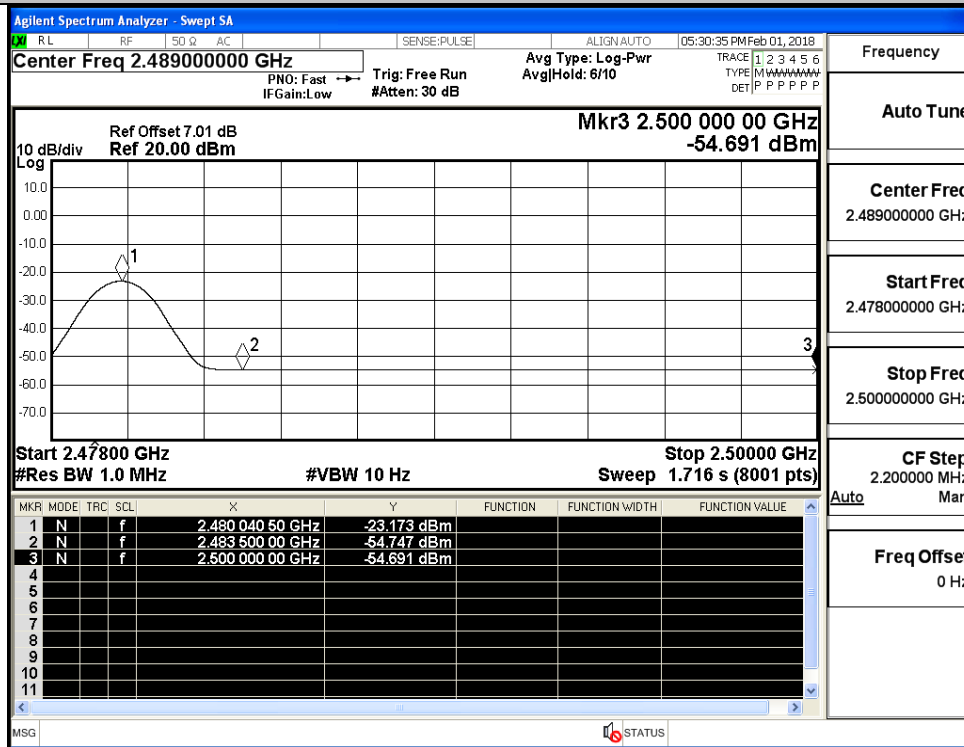 Agilent Spectrum Analyzer - Swept SA
LXI RL RF 50 Ω AC SENSE:PULSE ALIGN AUTO 05:30:35 PM Feb 01, 2018
Center Freq 2.489000000 GHz
PNO: Fast
IFGain:Low
Trig: Free Run
#Atten: 30 dB
Avg Type: Log-Pwr
Avg|Hold: 6/10
TRACE 1 2 3 4 5 6
TYPE M WWWWW
DET P P P P P P
Ref Offset 7.01 dB
10 dB/div Ref 20.00 dBm
Log
Mkr3 2.500 000 00 GHz
-54.691 dBm
10.0
0.00
-10.0
-20.0
-30.0
-40.0
-50.0
-60.0
-70.0
1
2
3
Start 2.47800 GHz Stop 2.50000 GHz
#Res BW 1.0 MHz #VBW 10 Hz Sweep 1.716 s (8001 pts)
MKR MODE TRC SCL X Y FUNCTION FUNCTION WIDTH FUNCTION VALUE
1 N f 2.480 040 50 GHz -23.173 dBm
2 N f 2.483 500 00 GHz -54.747 dBm
3 N f 2.500 000 00 GHz -54.691 dBm
4
5
6
7
8
9
10
11
MSG STATUS
Frequency
Auto Tune
Center Freq
2.489000000 GHz
Start Freq
2.478000000 GHz
Stop Freq
2.500000000 GHz
CF Step
2.200000 MHz
Auto Man
Freq Offset
0 Hz